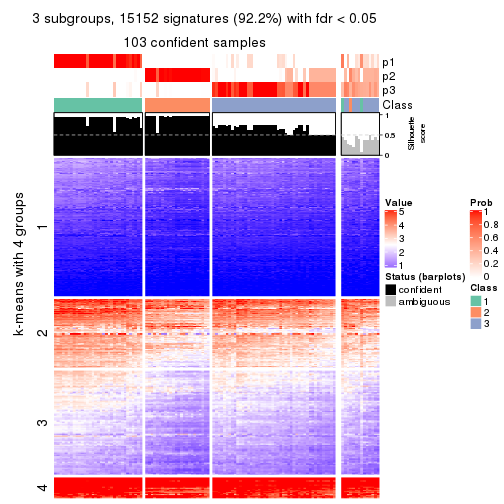 3 subgroups, 15152 signatures (92.2%) with fdr < 0.05
103 confident samples
p1
p2
p3
Class
1
0.5
0
Silhouette
score
k-means with 4 groups
1
2
3
4
Value
5
4
3
2
1
Status (barplots)
confident
ambiguous
Prob
1
0.8
0.6
0.4
0.2
0
Class
1
2
3